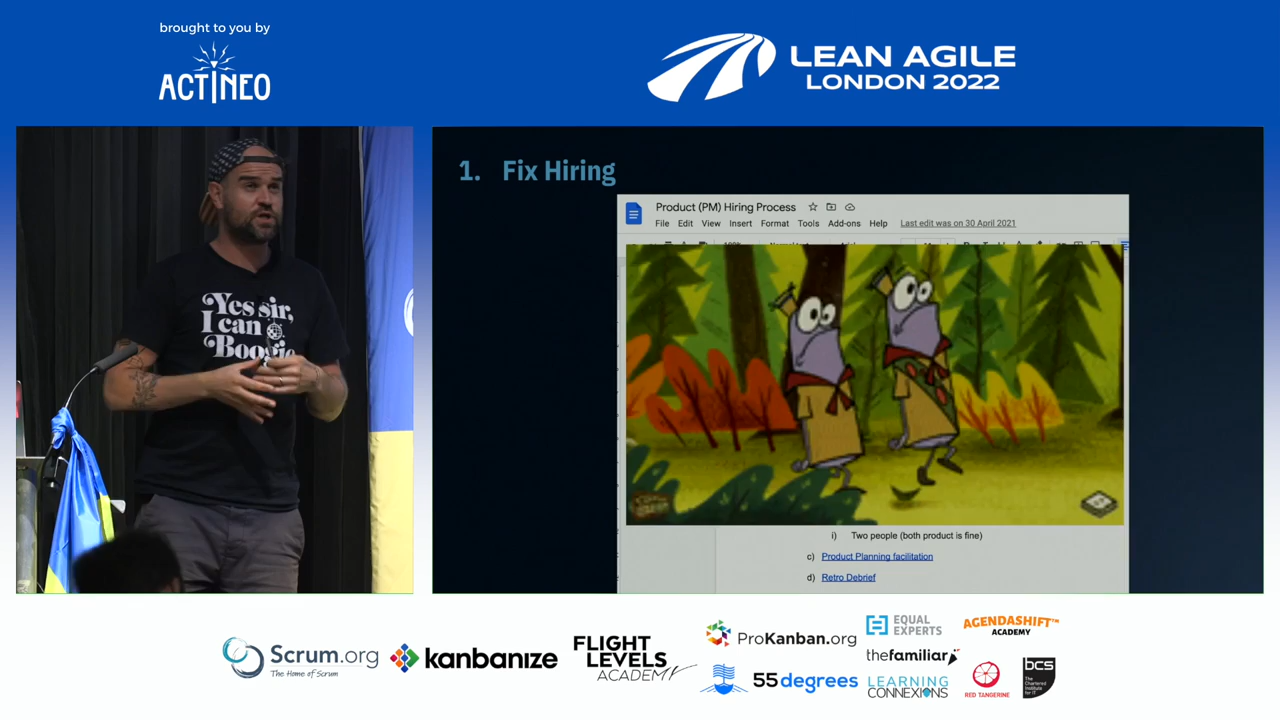 brought to you by
ACTINEO
LEAN AGILE
LONDON 2022
Yes sir,
I can
Boogie
1. Fix Hiring
Product (PM) Hiring Process
File Edit View Insert Format Tools Add-ons Help Last edit was on 30 April 2021
i) Two people (both product is fine)
c) Product Planning facilitation
d) Retro Debrief
Scrum.org
The Home of Scrum
kanbanize
FLIGHT
LEVELS
ACADEMY
ProKanban.org
55degrees
EQUAL
EXPERTS
thefamiliar
LEARNING
CONNEXIONS
AGENDASHIFT™
ACADEMY
RED TANGERINE
bcs
The
Chartered
Institute
for IT